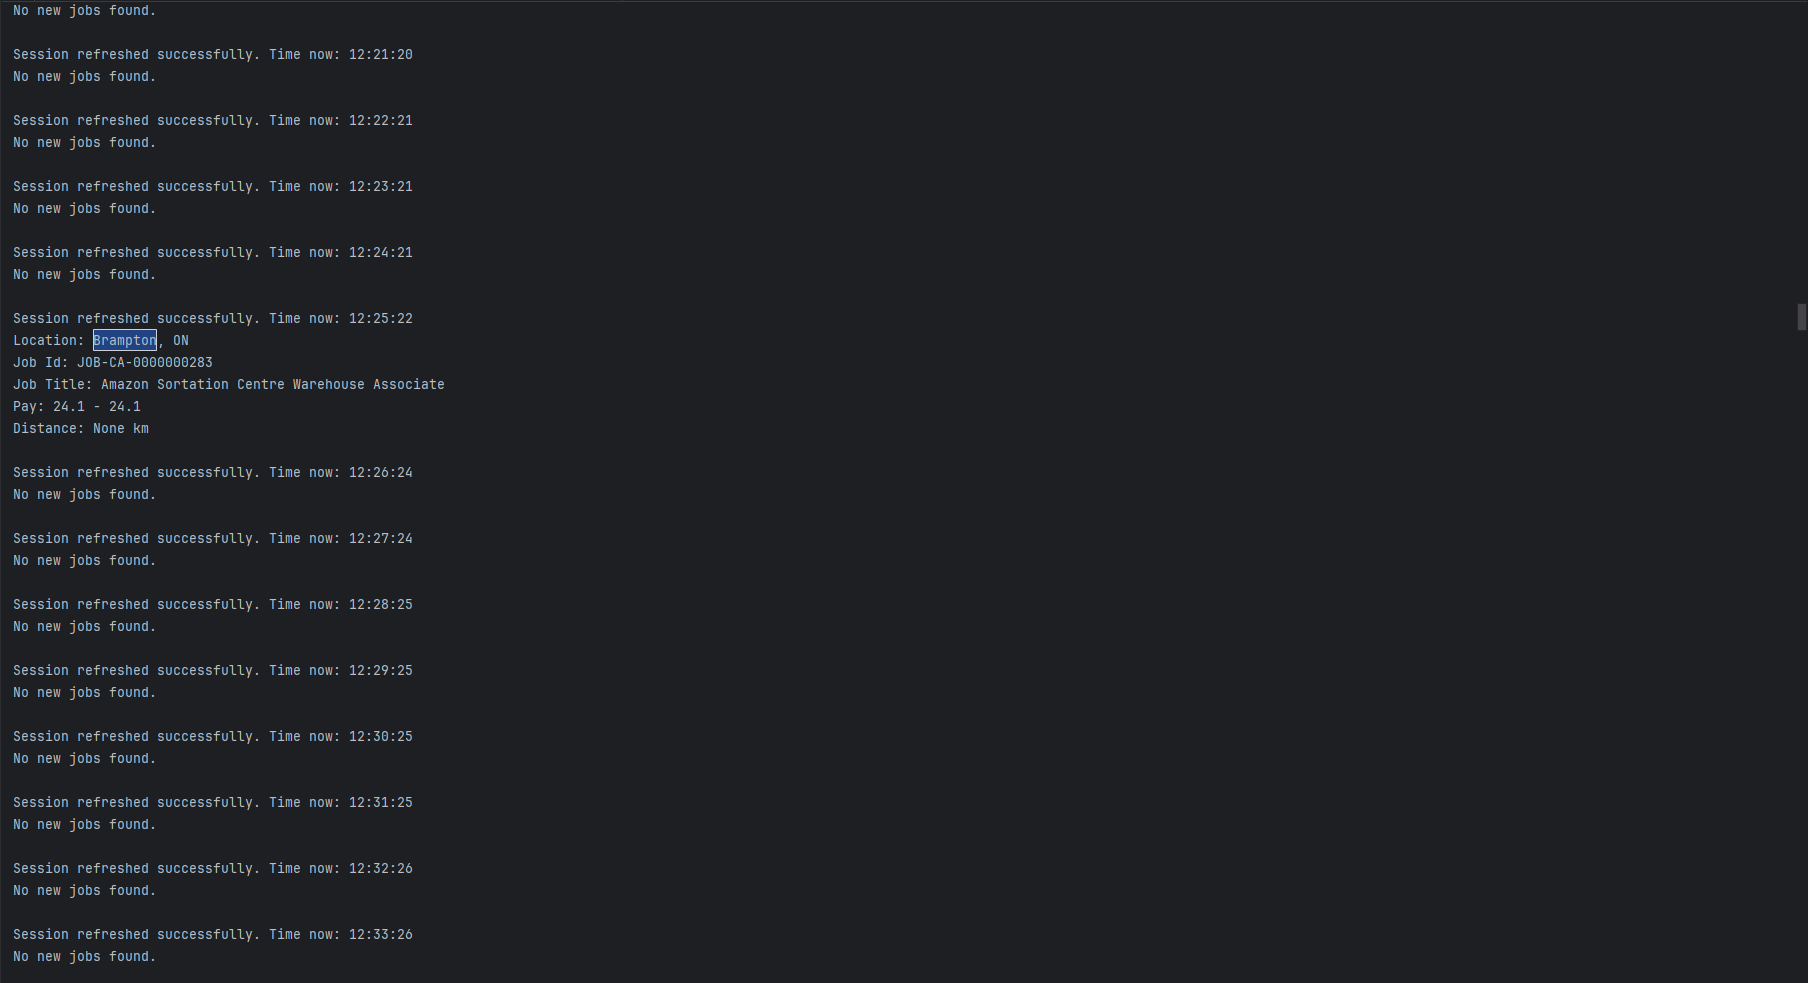 No new jobs found.
Session refreshed successfully. Time now: 12:21:20
No new jobs found.
Session refreshed successfully. Time now: 12:22:21
No new jobs found.
Session refreshed successfully. Time now: 12:23:21
No new jobs found.
Session refreshed successfully. Time now: 12:24:21
No new jobs found.
Session refreshed successfully. Time now: 12:25:22
Location: Brampton, ON
Job Id: JOB-CA-0000000283
Job Title: Amazon Sortation Centre Warehouse Associate
Pay: 24.1 - 24.1
Distance: None km
Session refreshed successfully. Time now: 12:26:24
No new jobs found.
Session refreshed successfully. Time now: 12:27:24
No new jobs found.
Session refreshed successfully. Time now: 12:28:25
No new jobs found.
Session refreshed successfully. Time now: 12:29:25
No new jobs found.
Session refreshed successfully. Time now: 12:30:25
No new jobs found.
Session refreshed successfully. Time now: 12:31:25
No new jobs found.
Session refreshed successfully. Time now: 12:32:26
No new jobs found.
Session refreshed successfully. Time now: 12:33:26
No new jobs found.